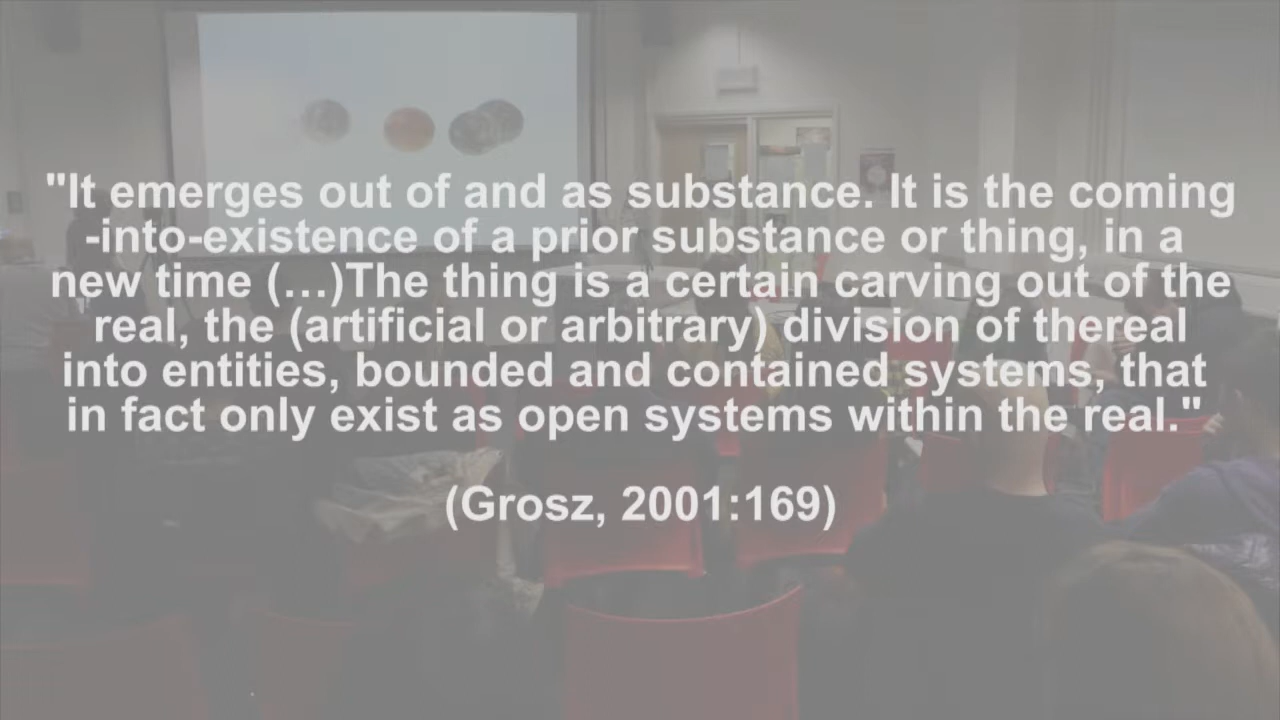 "It emerges out of and as substance. It is the coming
-into-existence of a prior substance or thing, in a
new time (…)The thing is a certain carving out of the
real, the (artificial or arbitrary) division of thereal
into entities, bounded and contained systems, that
in fact only exist as open systems within the real."
(Grosz, 2001:169)